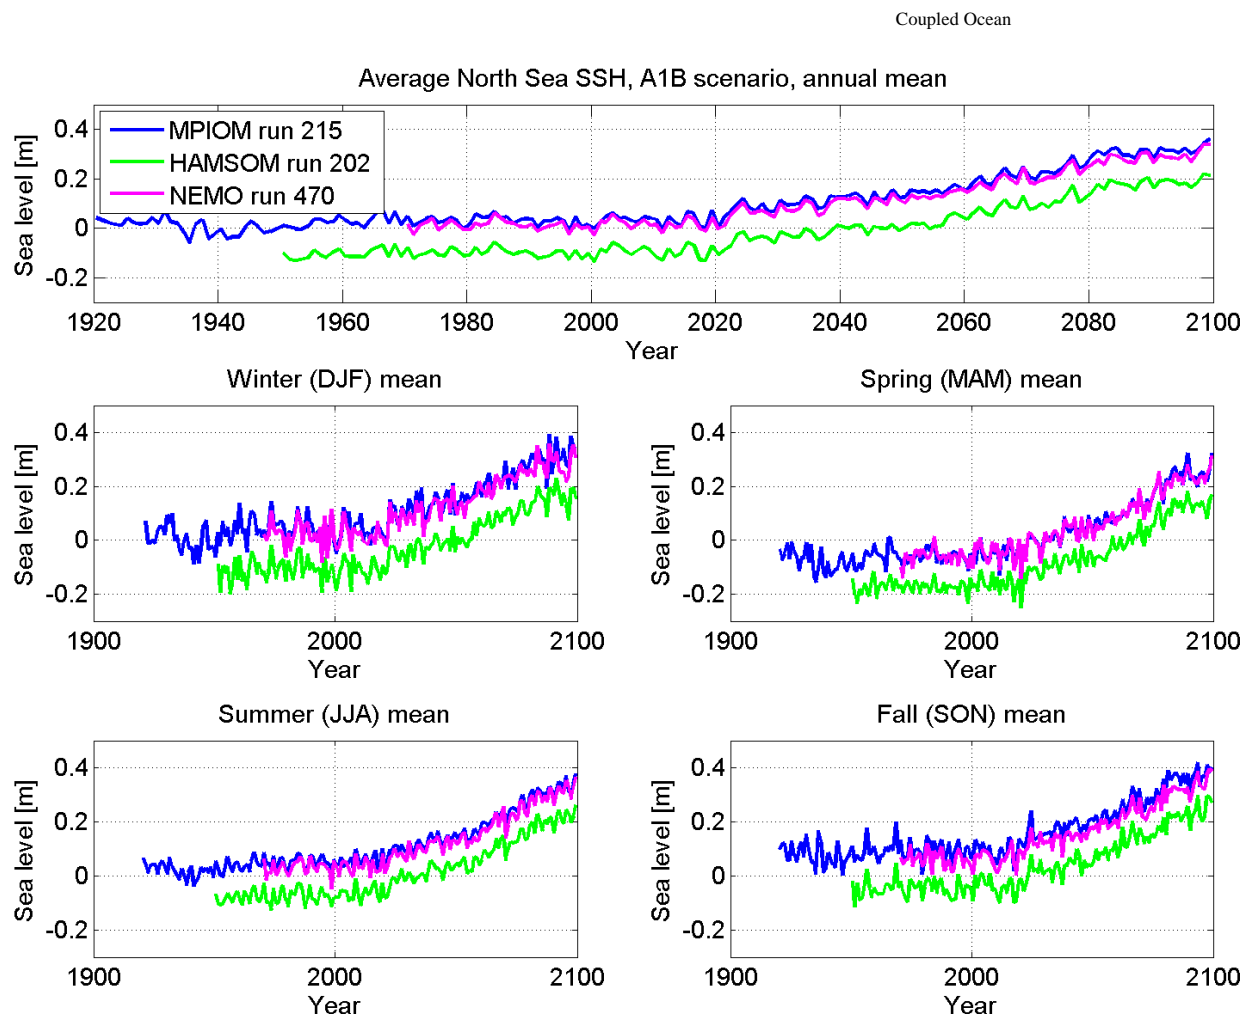 Coupled Ocean
Average North Sea SSH, A1B scenario, annual mean
Sea level [m]
0.4
0.2
0
-0.2
MPIOM run 215
HAMSOM run 202
NEMO run 470
1920 1940 1960 1980 2000 2020 2040 2060 2080 2100
Year
Winter (DJF) mean
Sea level [m]
0.4
0.2
0
-0.2
1900 2000 2100
Year
Spring (MAM) mean
Sea level [m]
0.4
0.2
0
-0.2
1900 2000 2100
Year
Summer (JJA) mean
Sea level [m]
0.4
0.2
0
-0.2
1900 2000 2100
Year
Fall (SON) mean
Sea level [m]
0.4
0.2
0
-0.2
1900 2000 2100
Year